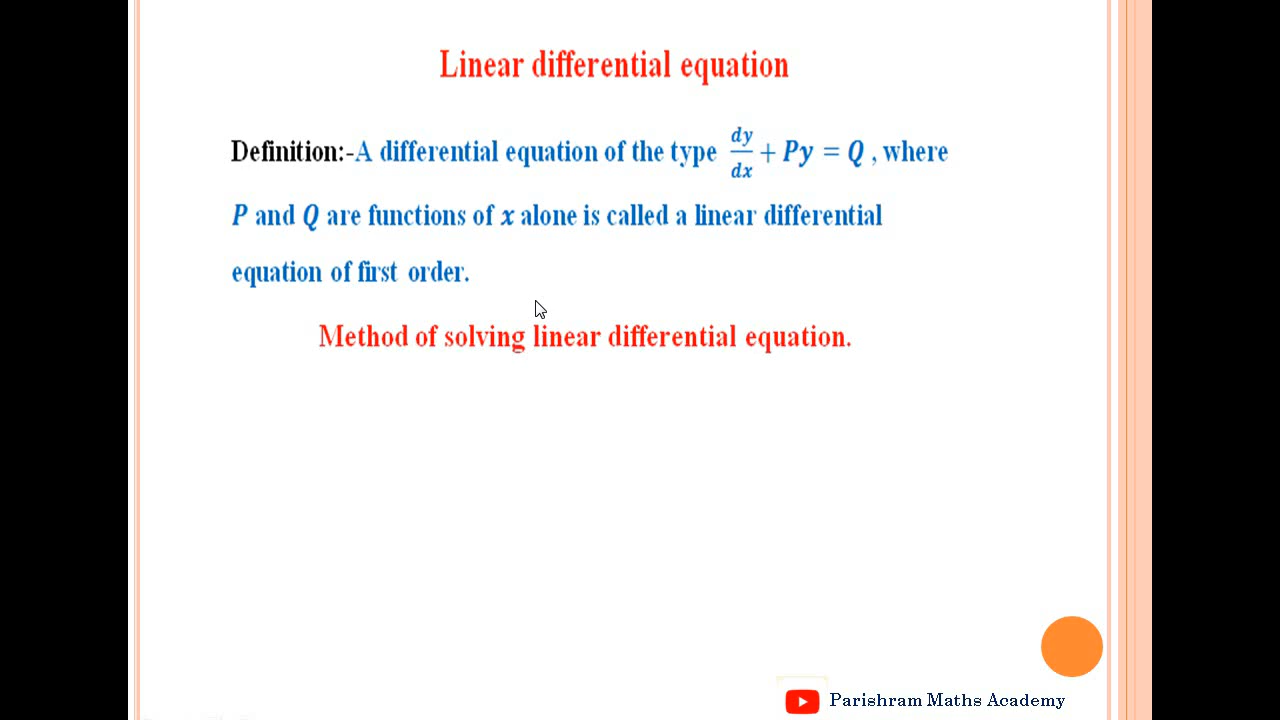 Linear differential equation
Definition:-A differential equation of the type dy/dx + Py = Q , where
P and Q are functions of x alone is called a linear differential
equation of first order.
Method of solving linear differential equation.
Parishram Maths Academy